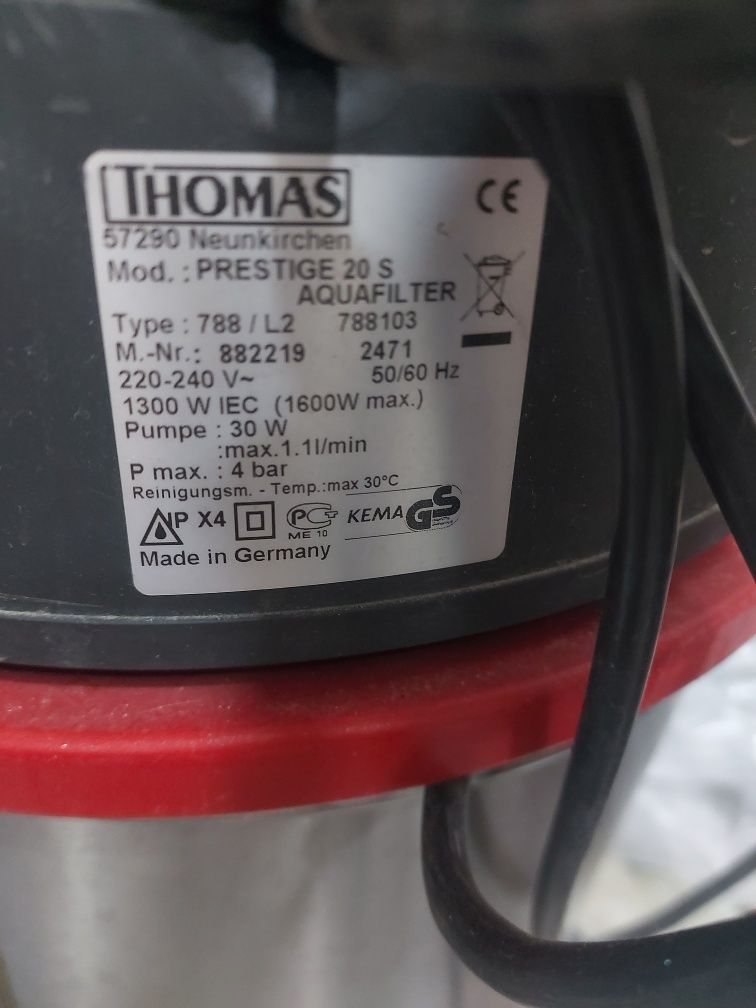 THOMAS
CE
57290 Neunkirchen
Mod. : PRESTIGE 20 S
AQUAFILTER
Type : 788 / L2 788103
M.-Nr.: 882219 2471
220-240 V~ 50/60 Hz
1300 W IEC (1600W max.)
Pumpe : 30 W
:max.1.1l/min
P max. : 4 bar
Reinigungsm. - Temp.:max 30°C
IP X4 PCT KEMA GS
ME 10
Made in Germany